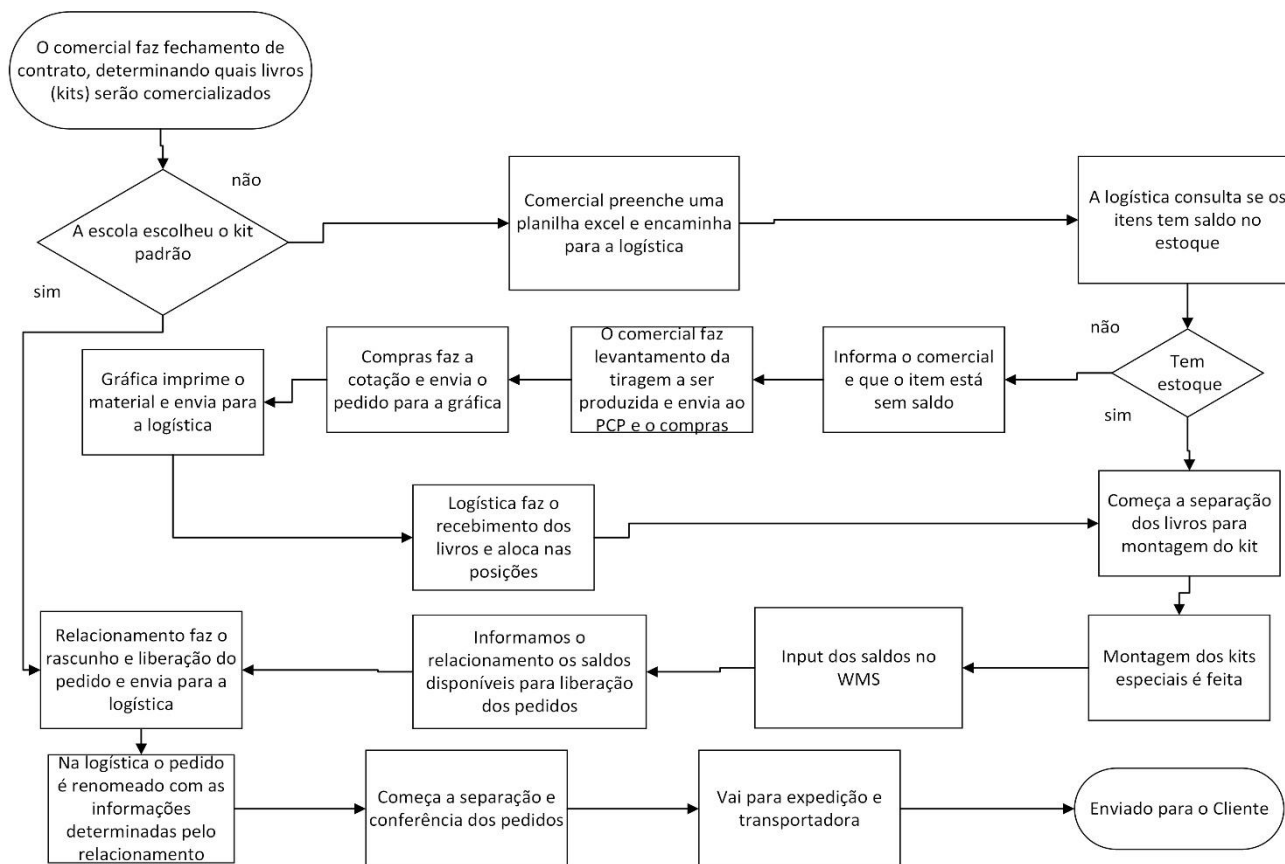 O comercial faz fechamento de
contrato, determinando quais livros
(kits) serão comercializados
não
A escola escolheu o kit
padrão
sim
Comercial preenche uma
planilha excel e encaminha
para a logística
A logística consulta se os
itens tem saldo no
estoque
não
Tem
estoque
sim
Informa o comercial
e que o item está
sem saldo
O comercial faz
levantamento da
tiragem a ser
produzida e envia ao
PCP e o compras
Compras faz a
cotação e envia o
pedido para a gráfica
Gráfica imprime o
material e envia para
a logística
Logística faz o
recebimento dos
livros e aloca nas
posições
Começa a separação
dos livros para
montagem do kit
Montagem dos kits
especiais é feita
Input dos saldos no
WMS
Informamos o
relacionamento os saldos
disponíveis para liberação
dos pedidos
Relacionamento faz o
rascunho e liberação do
pedido e envia para a
logística
Na logística o pedido
é renomeado com as
informações
determinadas pelo
relacionamento
Começa a separação e
conferência dos pedidos
Vai para expedição e
transportadora
Enviado para o Cliente